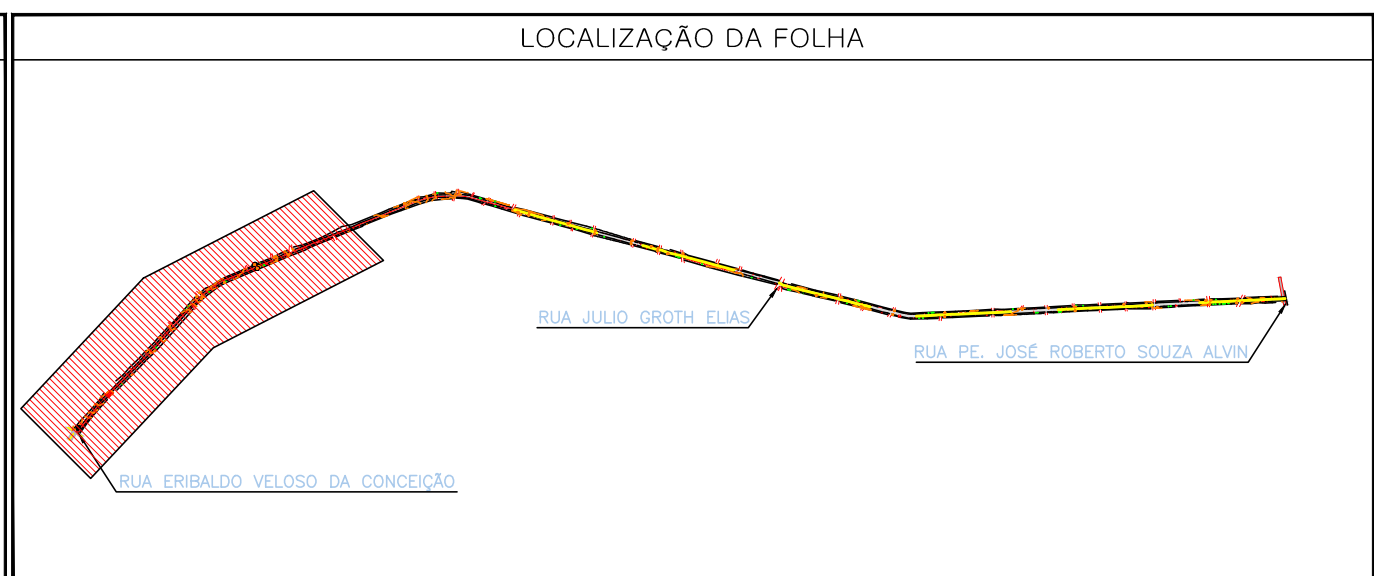 LOCALIZAÇÃO DA FOLHA
RUA JULIO GROTH ELIAS
RUA PE. JOSÉ ROBERTO SOUZA ALVIN
RUA ERIBALDO VELOSO DA CONCEIÇÃO